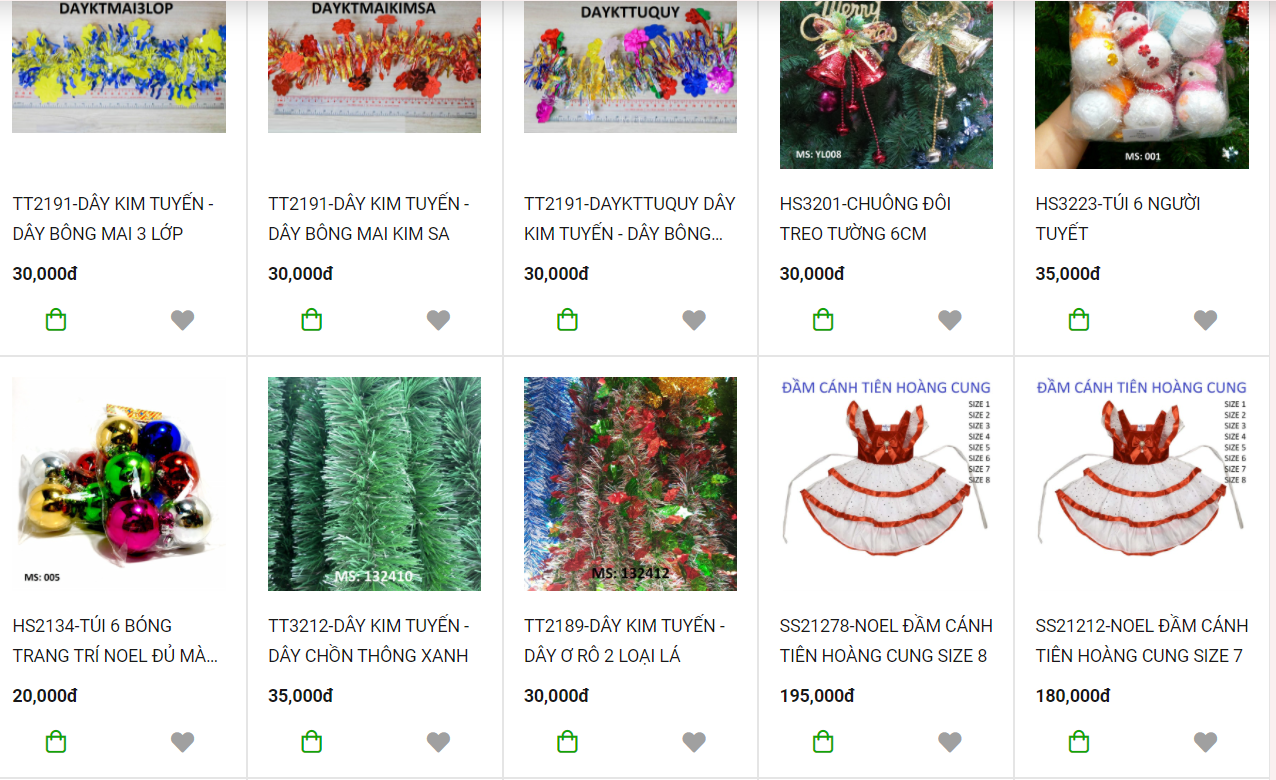 DAYKTMAI3LOP
DAYKTMAIKIMSA
DAYKTTUQUY
Merry
MS: YL008
MS: 001
TT2191-DÂY KIM TUYẾN -
DÂY BÔNG MAI 3 LỚP
30,000đ
TT2191-DÂY KIM TUYẾN -
DÂY BÔNG MAI KIM SA
30,000đ
TT2191-DAYKTTUQUY DÂY
KIM TUYẾN - DÂY BÔNG...
30,000đ
HS3201-CHUÔNG ĐÔI
TREO TƯỜNG 6CM
30,000đ
HS3223-TÚI 6 NGƯỜI
TUYẾT
35,000đ
MS: 005
MS: 132410
MS: 132412
ĐẦM CÁNH TIÊN HOÀNG CUNG
SIZE 1
SIZE 2
SIZE 3
SIZE 4
SIZE 5
SIZE 6
SIZE 7
SIZE 8
ĐẦM CÁNH TIÊN HOÀNG CUNG
SIZE 1
SIZE 2
SIZE 3
SIZE 4
SIZE 5
SIZE 6
SIZE 7
SIZE 8
HS2134-TÚI 6 BÓNG
TRANG TRÍ NOEL ĐỦ MÀ...
20,000đ
TT3212-DÂY KIM TUYẾN -
DÂY CHỒN THÔNG XANH
35,000đ
TT2189-DÂY KIM TUYẾN -
DÂY Ơ RÔ 2 LOẠI LÁ
30,000đ
SS21278-NOEL ĐẦM CÁNH
TIÊN HOÀNG CUNG SIZE 8
195,000đ
SS21212-NOEL ĐẦM CÁNH
TIÊN HOÀNG CUNG SIZE 7
180,000đ